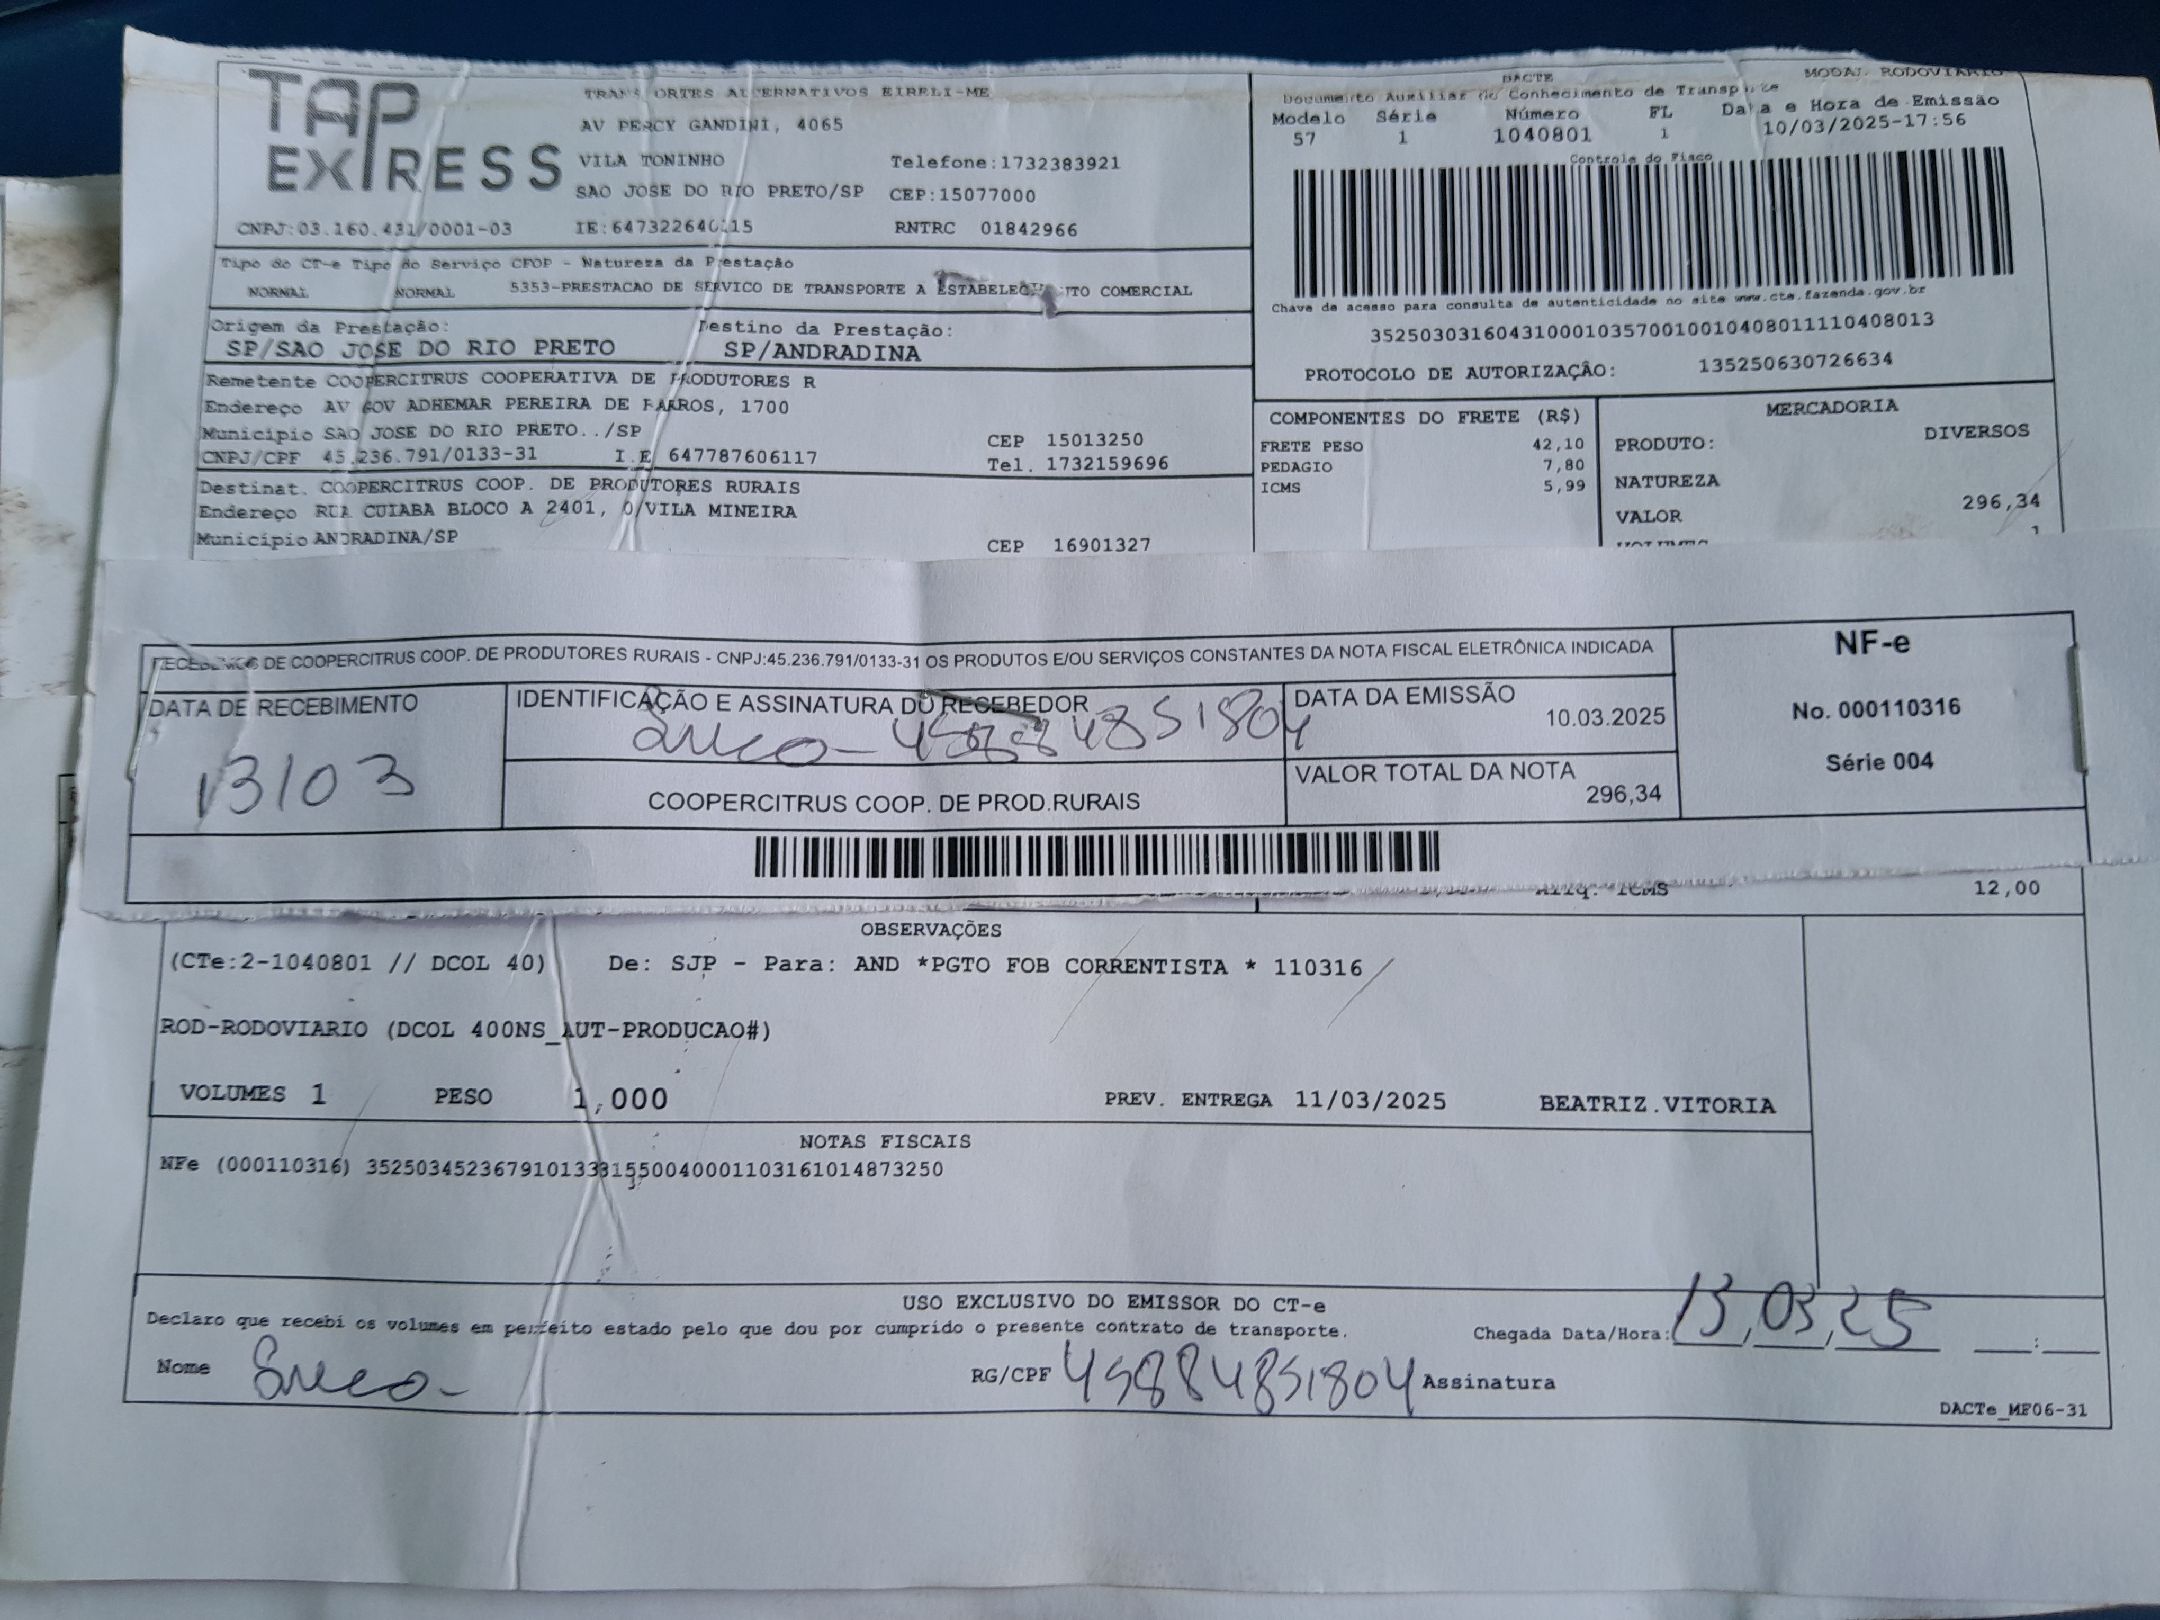 TAP EXPRESS
TRANSPORTES ALTERNATIVOS EIRELI-ME
AV PERCY GANDINI, 4065
VILA TONINHO Telefone:1732383921
SAO JOSE DO RIO PRETO/SP CEP:15077000
CNPJ:03.160.431/0001-03 IE:647322640115 RNTRC 01842966
DACTE MODAL RODOVIARIO
Documento Auxiliar do Conhecimento de Transporte
Modelo Série Número FL Data e Hora de Emissão
57 1 1040801 1 10/03/2025-17:56
Controle do Fisco
Chave de acesso para consulta de autenticidade no site www.cte.fazenda.gov.br
35250303160431000103570010010408011110408013
PROTOCOLO DE AUTORIZAÇÃO: 135250630726634
Tipo do CT-e Tipo do Serviço CFOP - Natureza da Prestação
NORMAL NORMAL 5353-PRESTACAO DE SERVICO DE TRANSPORTE A ESTABELECIMENTO COMERCIAL
Origem da Prestação: Destino da Prestação:
SP/SAO JOSE DO RIO PRETO SP/ANDRADINA
Remetente COOPERCITRUS COOPERATIVA DE PRODUTORES R
Endereço AV GOV ADHEMAR PEREIRA DE BARROS, 1700
Município SAO JOSE DO RIO PRETO../SP CEP 15013250
CNPJ/CPF 45.236.791/0133-31 I.E 647787606117 Tel. 1732159696
Destinat. COOPERCITRUS COOP. DE PRODUTORES RURAIS
Endereço RUA CUIABA BLOCO A 2401, 0/VILA MINEIRA
Município ANDRADINA/SP CEP 16901327
COMPONENTES DO FRETE (R$)
FRETE PESO 42,10
PEDAGIO 7,80
ICMS 5,99
MERCADORIA
PRODUTO: DIVERSOS
NATUREZA
VALOR 296,34
VOLUMES 1
RECEBEMOS DE COOPERCITRUS COOP. DE PRODUTORES RURAIS - CNPJ:45.236.791/0133-31 OS PRODUTOS E/OU SERVIÇOS CONSTANTES DA NOTA FISCAL ELETRÔNICA INDICADA
DATA DE RECEBIMENTO
13/03
IDENTIFICAÇÃO E ASSINATURA DO RECEBEDOR
COOPERCITRUS COOP. DE PROD.RURAIS
DATA DA EMISSÃO
10.03.2025
VALOR TOTAL DA NOTA
296,34
NF-e
No. 000110316
Série 004
Aliq. ICMS 12,00
OBSERVAÇÕES
(CTe:2-1040801 // DCOL 40) De: SJP - Para: AND *PGTO FOB CORRENTISTA * 110316
ROD-RODOVIARIO (DCOL 400NS_AUT-PRODUCAO#)
VOLUMES 1 PESO 1,000 PREV. ENTREGA 11/03/2025 BEATRIZ.VITORIA
NOTAS FISCAIS
NFe (000110316) 35250345236791013331550040001103161014873250
USO EXCLUSIVO DO EMISSOR DO CT-e
Declaro que recebi os volumes em perfeito estado pelo que dou por cumprido o presente contrato de transporte. Chegada Data/Hora: 13,03,25 :
Nome RG/CPF 45884851804 Assinatura
DACTe_MF06-31